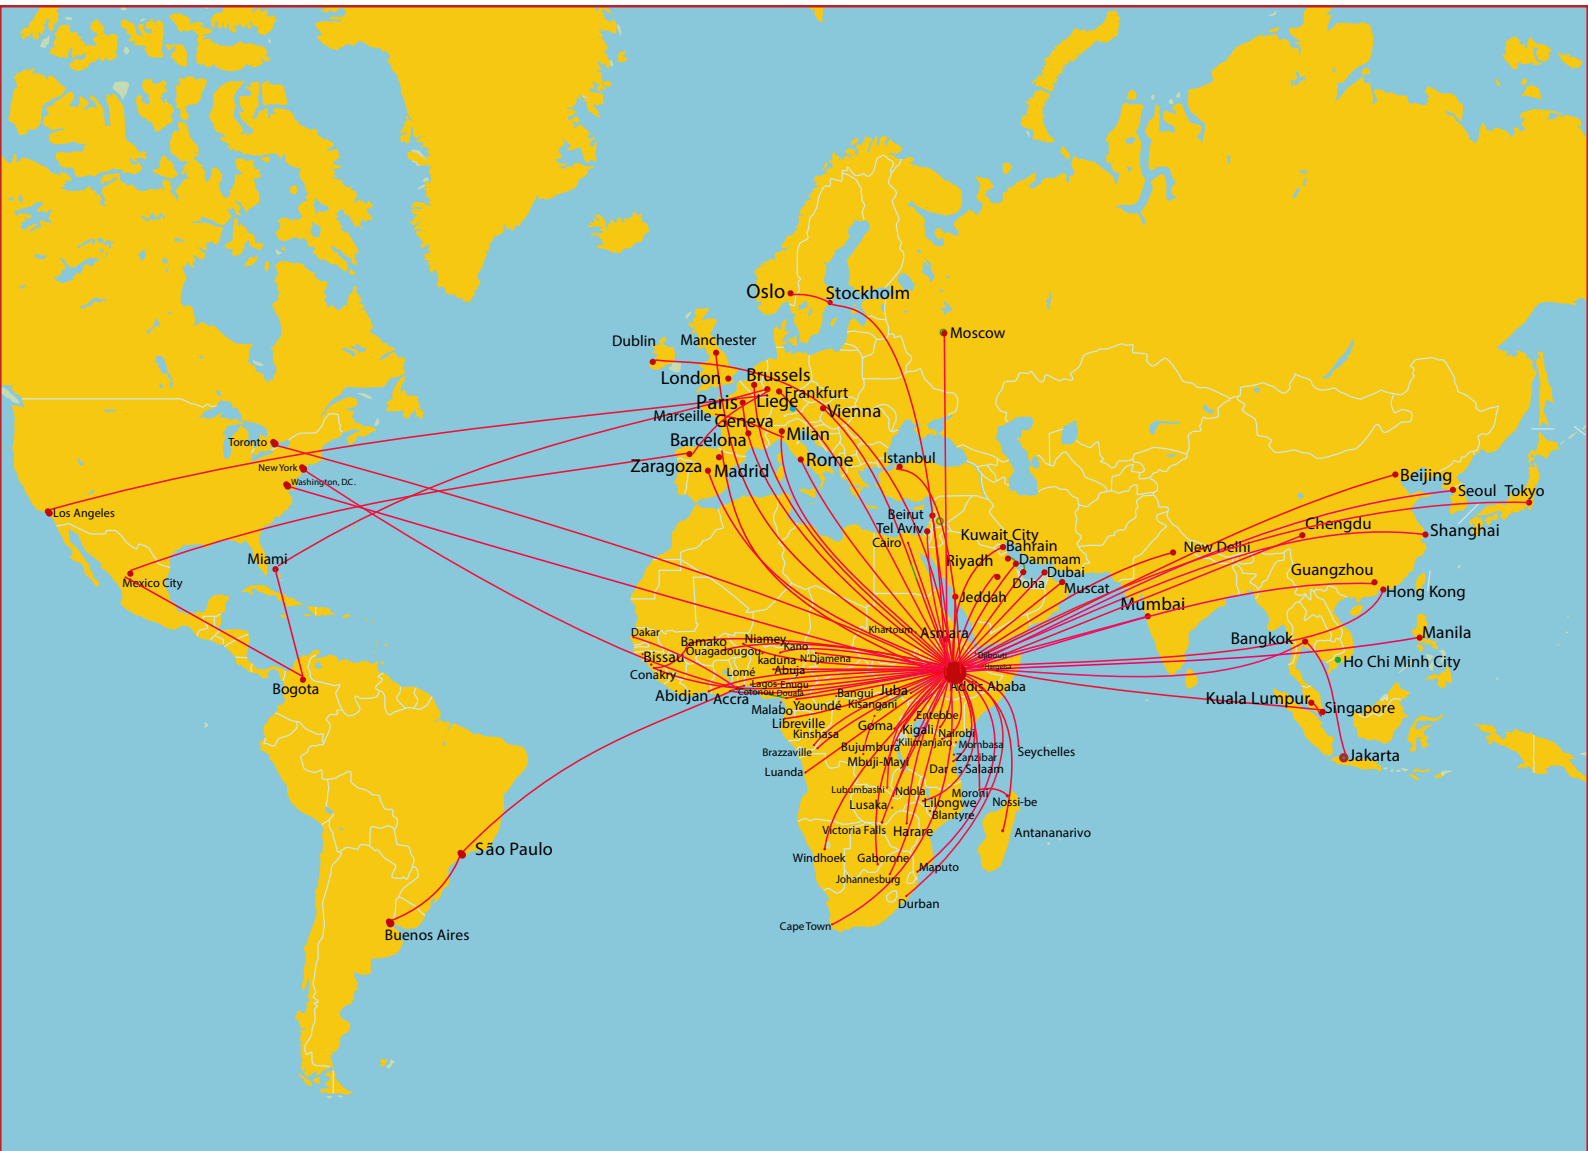 Oslo
Stockholm
Moscow
Dublin
Manchester
London
Brussels
Frankfurt
Paris
Liege
Vienna
Marseille
Geneva
Barcelona
Milan
Toronto
Zaragoza
Madrid
Rome
Istanbul
New York
Washington, D.C.
Los Angeles
Beijing
Seoul
Tokyo
Beirut
Tel Aviv
Cairo
Kuwait City
Bahrain
Chengdu
Shanghai
New Delhi
Miami
Riyadh
Dammam
Dubai
Doha
Muscat
Guangzhou
Hong Kong
Mexico City
Jeddah
Mumbai
Dakar
Khartoum
Asmara
Bangkok
Manila
Bamako
Niamey
Kano
Ouagadougou
Bissau
kaduna
N'Djamena
Djibouti
Hargeisa
Ho Chi Minh City
Conakry
Lomé
Abuja
Bogota
Abidjan
Accra
Lagos
Enugu
Cotonou
Douala
Bangui
Juba
Addis Ababa
Kuala Lumpur
Singapore
Malabo
Yaoundé
Kisangani
Libreville
Entebbe
Kinshasa
Goma
Kigali
Nairobi
Brazzaville
Bujumbura
Kilimanjaro
Mombasa
Seychelles
Mbuji-Mayi
Zanzibar
Jakarta
Luanda
Dar es Salaam
Lubumbashi
Ndola
Moroni
Lusaka
Lilongwe
Nossi-be
Blantyre
Victoria Falls
Harare
Antananarivo
São Paulo
Windhoek
Gaborone
Maputo
Johannesburg
Durban
Cape Town
Buenos Aires